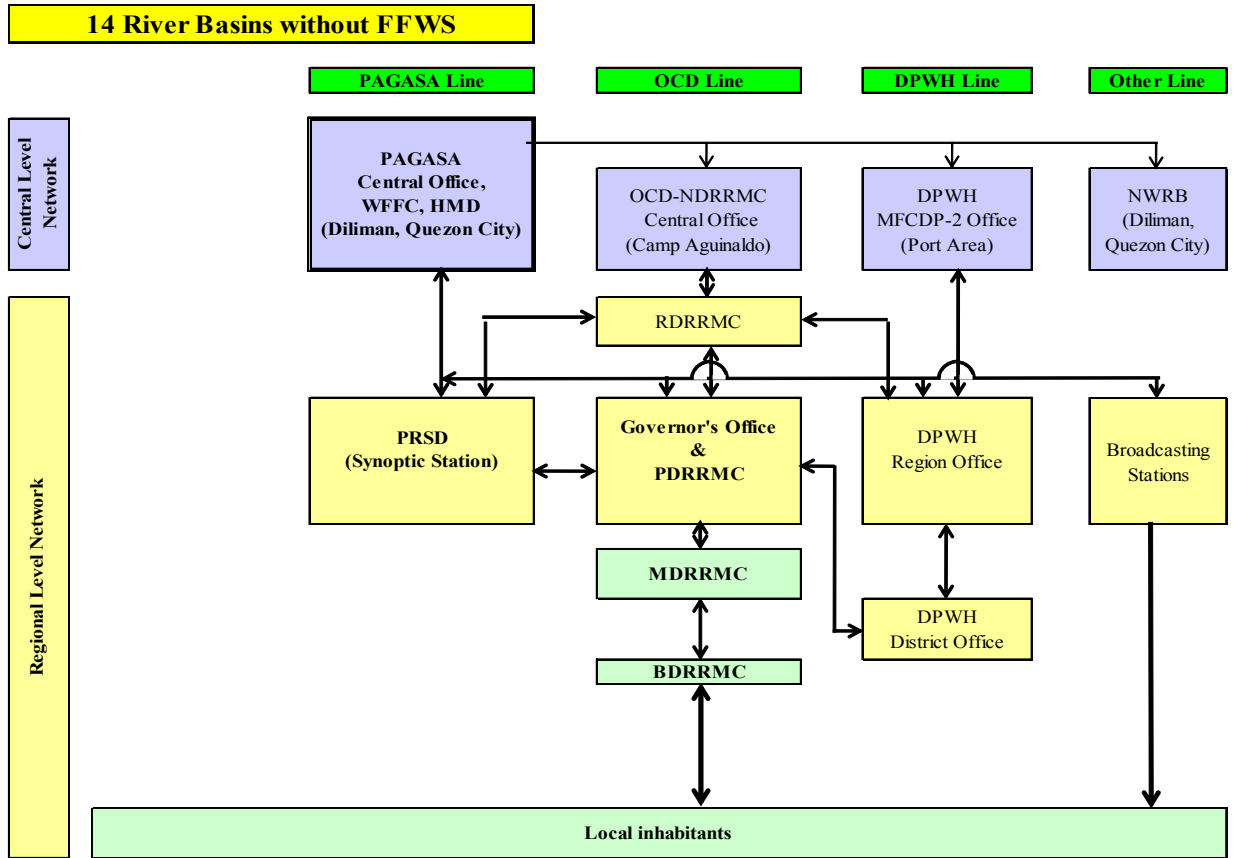 14 River Basins without FFWS
PAGASA Line
OCD Line
DPWH Line
Other Line
Central Level
Network
PAGASA
Central Office,
WFFC, HMD
(Diliman, Quezon City)
OCD-NDRRMC
Central Office
(Camp Aguinaldo)
DPWH
MFCDP-2 Office
(Port Area)
NWRB
(Diliman,
Quezon City)
Regional Level Network
RDRRMC
PRSD
(Synoptic Station)
Governor's Office
&
PDRRMC
DPWH
Region Office
Broadcasting
Stations
MDRRMC
DPWH
District Office
BDRRMC
Local inhabitants